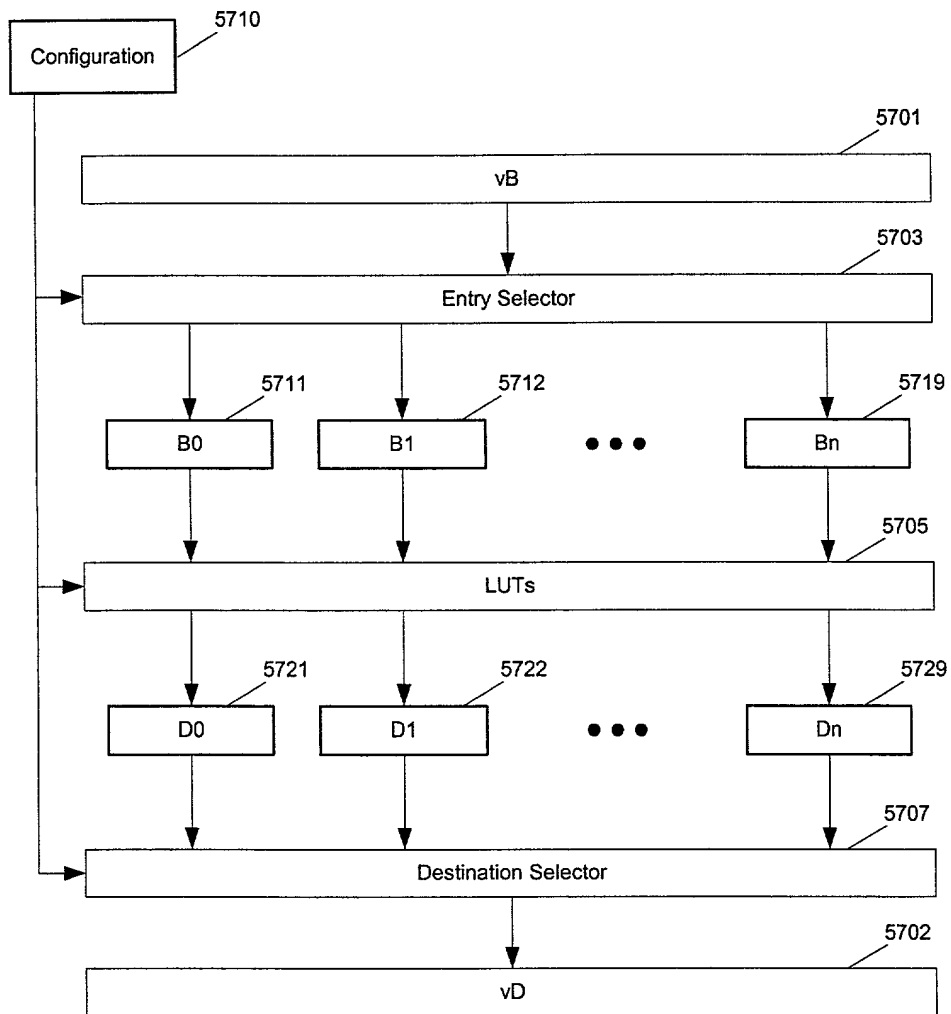 5710
Configuration
5701
vB
5703
Entry Selector
5711
5712
5719
B0
B1
Bn
5705
LUTs
5721
5722
5729
D0
D1
Dn
5707
Destination Selector
5702
vD